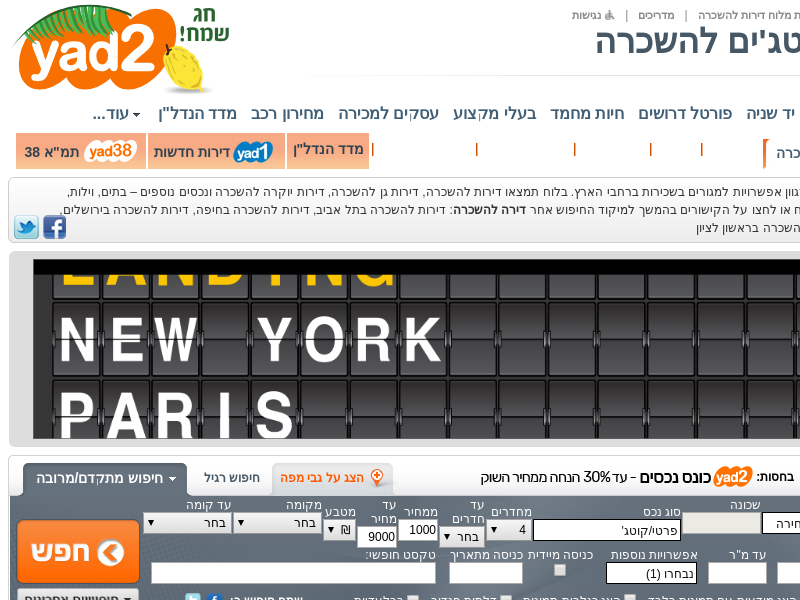 ת מלוח דירות להשכרה | מדריכים | נגישות
טג'ים להשכרה
חג שמח!
yad2
יד שניה פורטל דרושים חיות מחמד בעלי מקצוע עסקים למכירה מחירון רכב מדד הנדל"ן עוד...
כרה מדד הנדל"ן yad1 דירות חדשות yad38 תמ"א 38
גוון אפשרויות למגורים בשכירות ברחבי הארץ. בלוח תמצאו דירות להשכרה, דירות גן להשכרה, דירות יוקרה להשכרה ונכסים נוספים – בתים, וילות,
ח או לחצו על הקישורים בהמשך למיקוד החיפוש אחר דירה להשכרה: דירות להשכרה בתל אביב, דירות להשכרה בחיפה, דירות להשכרה בירושלים,
השכרה בראשון לציון
LANDING
NEW YORK
PARIS
בחסות: yad2 כונס נכסים - עד 30% הנחה ממחיר השוק
הצג על גבי מפה חיפוש רגיל חיפוש מתקדם/מרובה
שכונה סוג נכס מחדרים עד חדרים ממחיר עד מחיר מטבע מקומה עד קומה
חירה פרטי/קוטג' 4 בחר 1000 9000 ₪ בחר בחר
עד מ"ר אפשרויות נוספות כניסה מיידית כניסה מתאריך טקסט חופשי:
נבחרו (1)
חפש